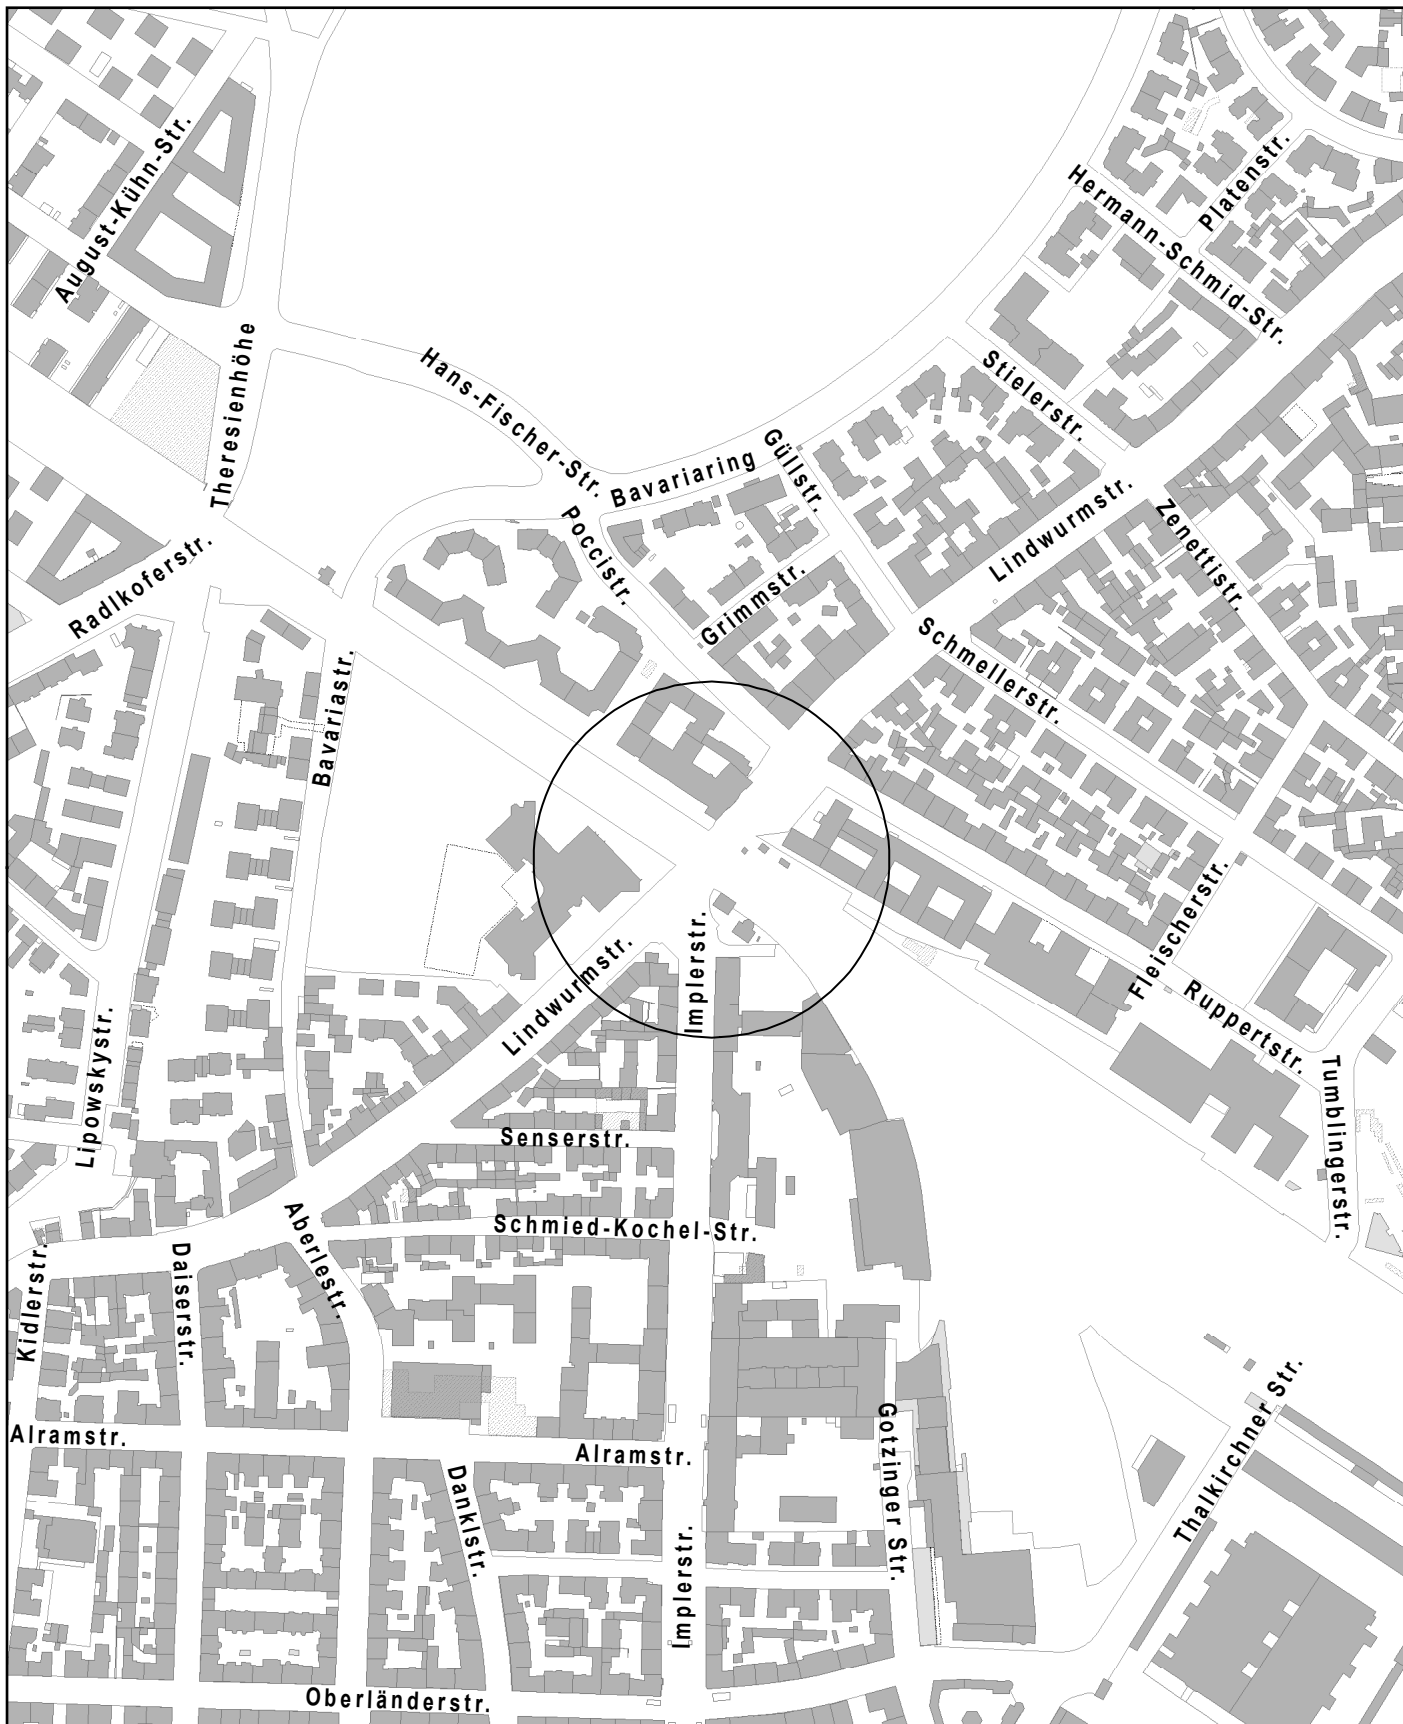 August-Kühn-Str.
Platenstr.
Hermann-Schmid-Str.
Theresienhöhe
Hans-Fischer-Str.
Stielerstr.
Güllstr.
Bavariaring
Lindwurmstr.
Zenettistr.
Poccistr.
Radlkoferstr.
Grimmstr.
Schmellerstr.
Bavariastr.
Fleischerstr.
Implerstr.
Lindwurmstr.
Ruppertstr.
Lipowskystr.
Tumblingerstr.
Senserstr.
Schmied-Kochel-Str.
Aberlestr.
Kidlerstr.
Daiserstr.
Thalkirchner Str.
Alramstr.
Alramstr.
Gotzinger Str.
Danklstr.
Implerstr.
Oberländerstr.